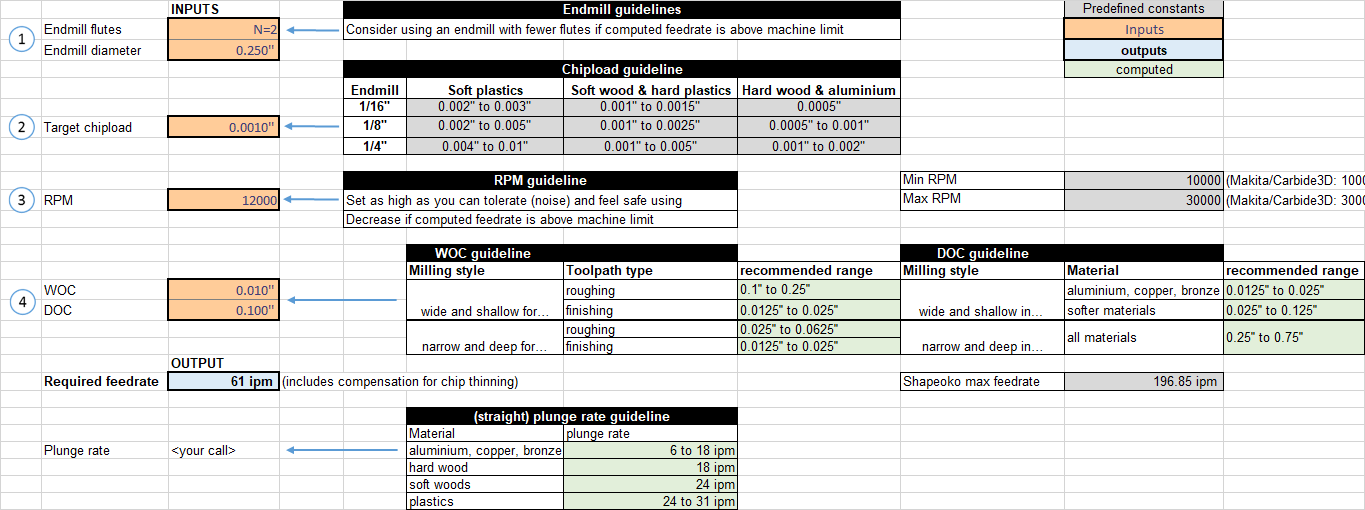 INPUTS
Endmill guidelines
Predefined constants
1
Endmill flutes
N=2
Consider using an endmill with fewer flutes if computed feedrate is above machine limit
Inputs
Endmill diameter
0.250"
outputs
Chipload guideline
computed
Endmill Soft plastics Soft wood & hard plastics Hard wood & aluminium
1/16" 0.002" to 0.003" 0.001" to 0.0015" 0.0005"
2
Target chipload
0.0010"
1/8" 0.002" to 0.005" 0.001" to 0.0025" 0.0005" to 0.001"
1/4" 0.004" to 0.01" 0.001" to 0.005" 0.001" to 0.002"
RPM guideline
Min RPM 10000 (Makita/Carbide3D: 1000
3
RPM
12000
Set as high as you can tolerate (noise) and feel safe using
Max RPM 30000 (Makita/Carbide3D: 3000
Decrease if computed feedrate is above machine limit
WOC guideline
DOC guideline
Milling style Toolpath type recommended range
Milling style Material recommended range
4
WOC
0.010"
roughing 0.1" to 0.25"
aluminium, copper, bronze 0.0125" to 0.025"
DOC
0.100"
wide and shallow for... finishing 0.0125" to 0.025"
wide and shallow in... softer materials 0.025" to 0.125"
roughing 0.025" to 0.0625"
narrow and deep for... finishing 0.0125" to 0.025"
narrow and deep in... all materials 0.25" to 0.75"
OUTPUT
Required feedrate 61 ipm (includes compensation for chip thinning)
Shapeoko max feedrate 196.85 ipm
(straight) plunge rate guideline
Material plunge rate
Plunge rate <your call>
aluminium, copper, bronze 6 to 18 ipm
hard wood 18 ipm
soft woods 24 ipm
plastics 24 to 31 ipm